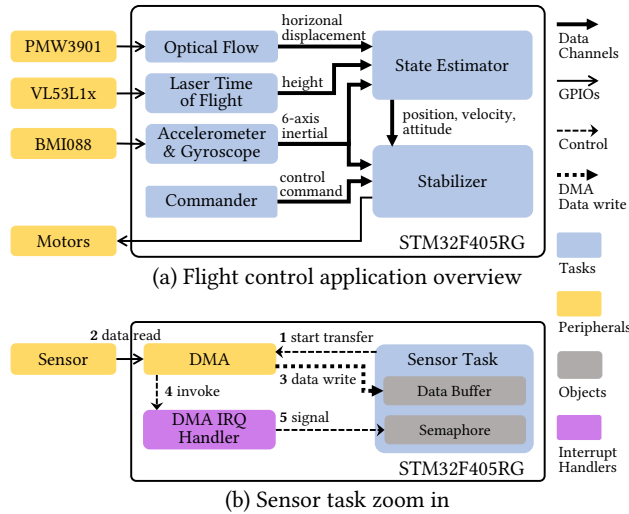 PMW3901
VL53L1x
BMI088
Motors
Optical Flow
Laser Time
of Flight
Accelerometer
& Gyroscope
Commander
horizonal
displacement
height
6-axis
inertial
control
command
State Estimator
position, velocity,
attitude
Stabilizer
STM32F405RG
(a) Flight control application overview
Data
Channels
GPIOs
Control
DMA
Data write
Tasks
Peripherals
Objects
Interrupt
Handlers
2 data read
1 start transfer
Sensor
DMA
Sensor Task
3 data write
Data Buffer
4 invoke
DMA IRQ
Handler
5 signal
Semaphore
STM32F405RG
(b) Sensor task zoom in